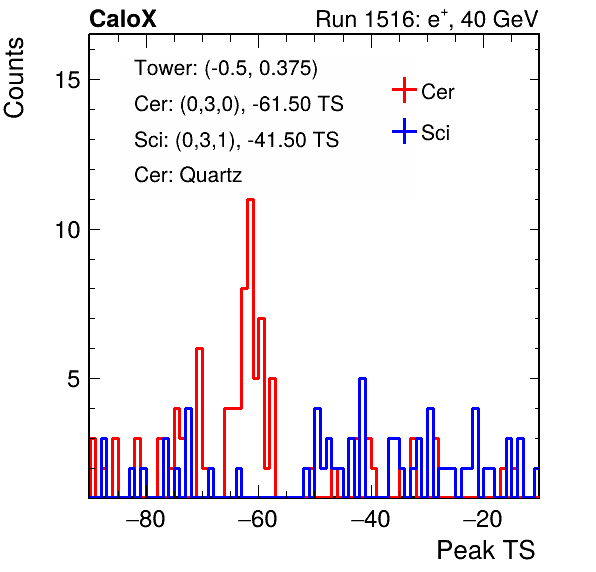 CaloX Run 1516: e⁺, 40 GeV
Counts
Tower: (-0.5, 0.375)
Cer: (0,3,0), -61.50 TS
Sci: (0,3,1), -41.50 TS
Cer: Quartz
Cer
Sci
15
10
5
−80 −60 −40 −20
Peak TS